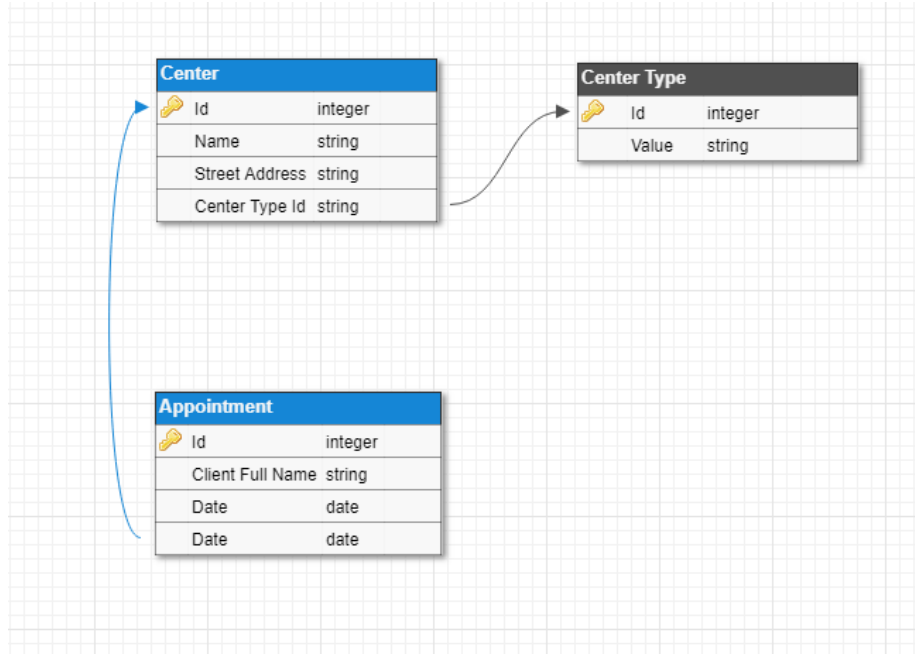 Center
Id integer
Name string
Street Address string
Center Type Id string
Center Type
Id integer
Value string
Appointment
Id integer
Client Full Name string
Date date
Date date